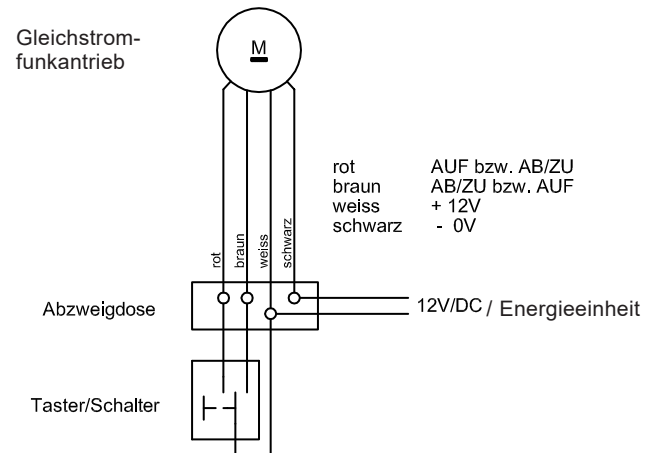 Gleichstrom-
funkantrieb
M
rot AUF bzw. AB/ZU
braun AB/ZU bzw. AUF
weiss + 12V
schwarz - 0V
rot
braun
weiss
schwarz
Abzweigdose
12V/DC / Energieeinheit
Taster/Schalter